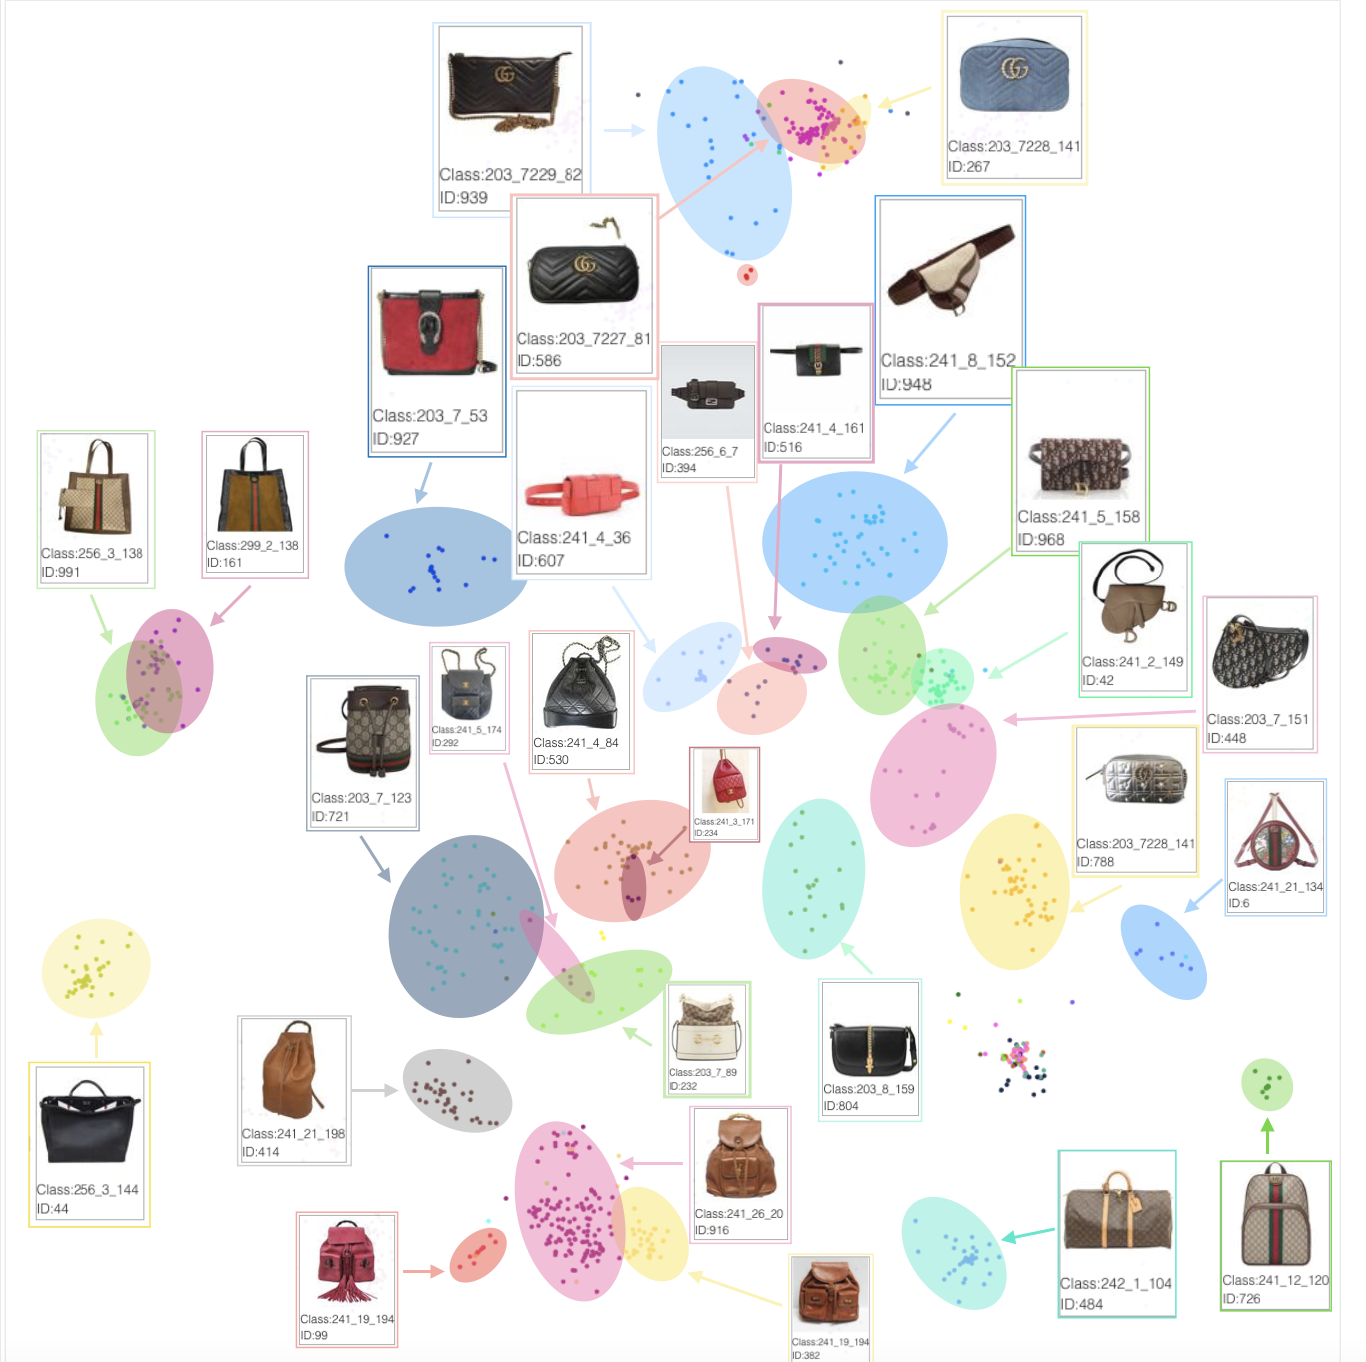 Class:203_7229_82
ID:939
Class:203_7228_141
ID:267
Class:203_7227_81
ID:586
Class:203_7_53
ID:927
Class:256_6_7
ID:394
Class:241_4_161
ID:516
Class:241_8_152
ID:948
Class:241_5_158
ID:968
Class:241_4_36
ID:607
Class:256_3_138
ID:991
Class:299_2_138
ID:161
Class:241_2_149
ID:42
Class:203_7_151
ID:448
Class:241_5_174
ID:292
Class:241_4_84
ID:530
Class:203_7_123
ID:721
Class:241_3_171
ID:234
Class:203_7228_141
ID:788
Class:241_21_134
ID:6
Class:203_7_89
ID:232
Class:203_8_159
ID:804
Class:241_21_198
ID:414
Class:256_3_144
ID:44
Class:241_26_20
ID:916
Class:242_1_104
ID:484
Class:241_12_120
ID:726
Class:241_19_194
ID:99
Class:241_19_194
ID:382